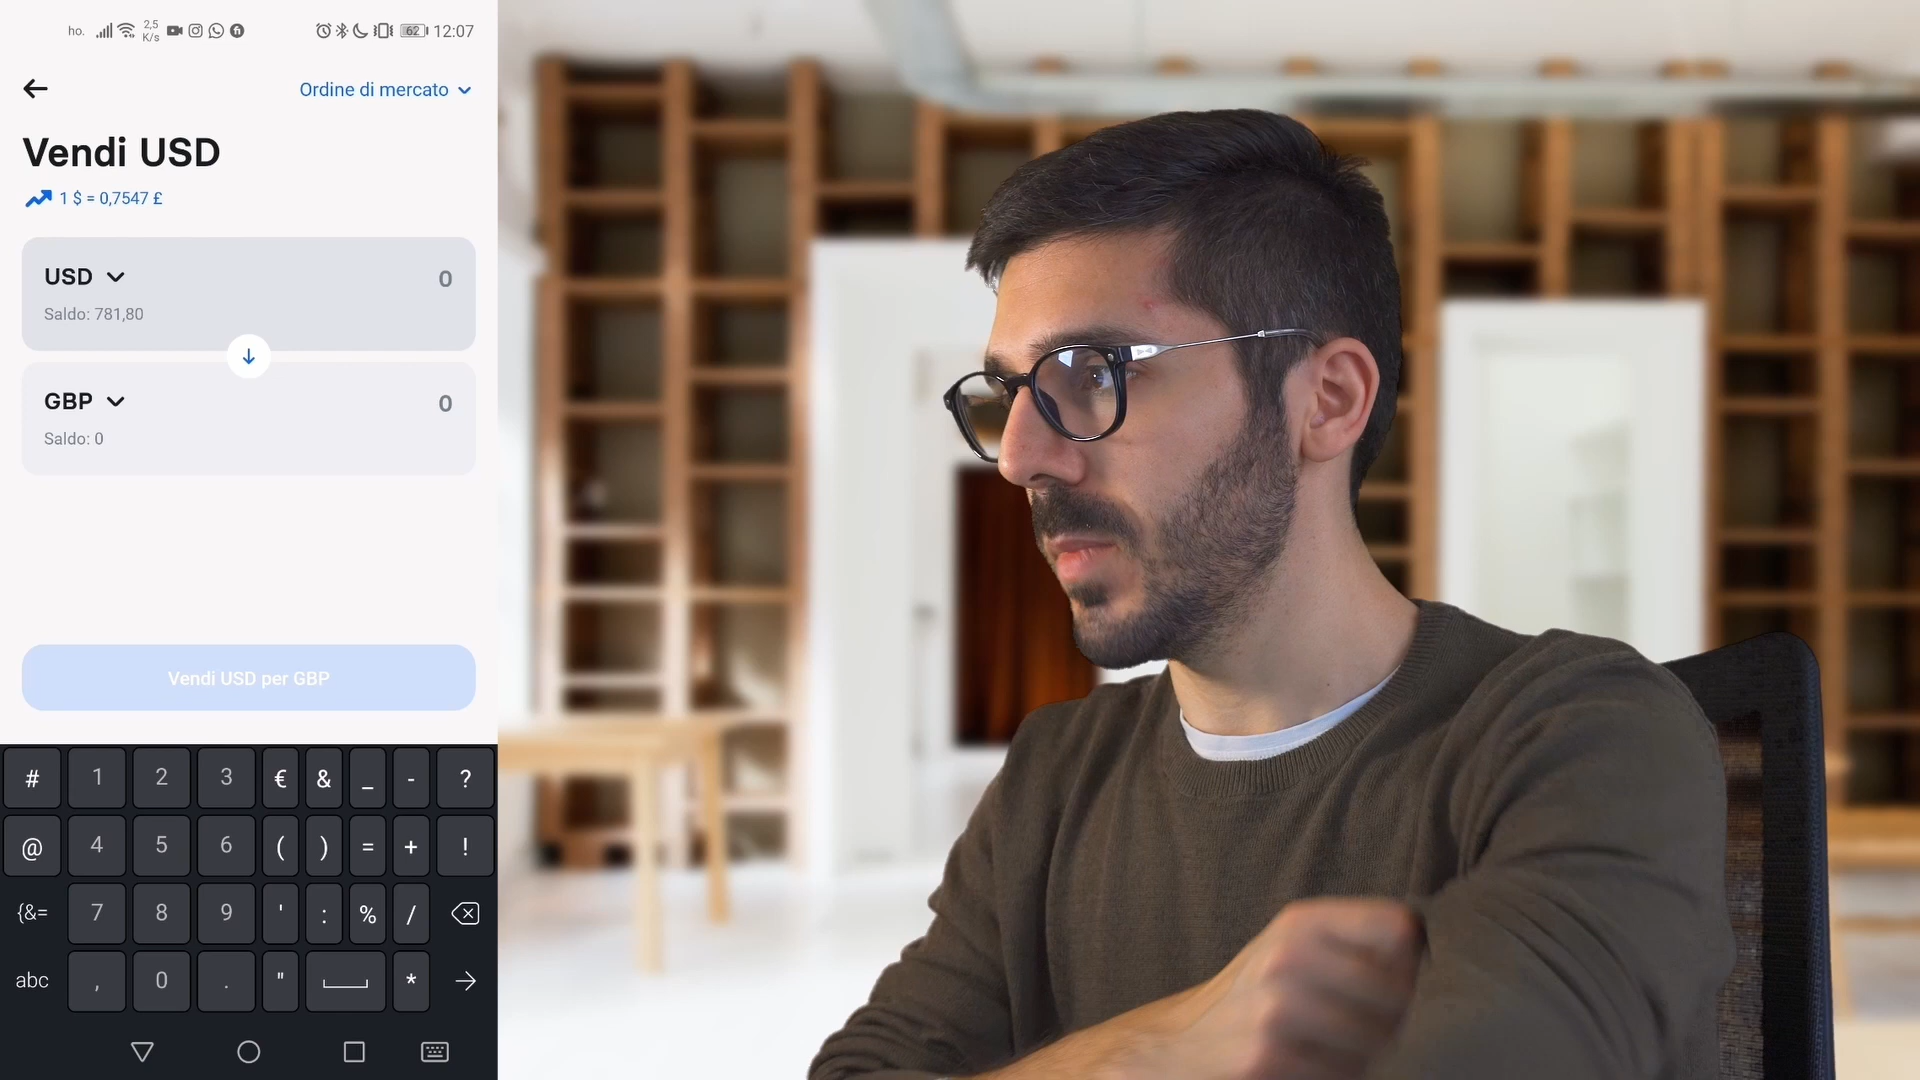 ho. 2,5 K/s 62 12:07
Ordine di mercato
Vendi USD
1 $ = 0,7547 £
USD 0
Saldo: 781,80
GBP 0
Saldo: 0
Vendi USD per GBP
# 1 2 3 € & _ - ?
@ 4 5 6 ( ) = + !
{&= 7 8 9 ' : % /
abc , 0 . " *